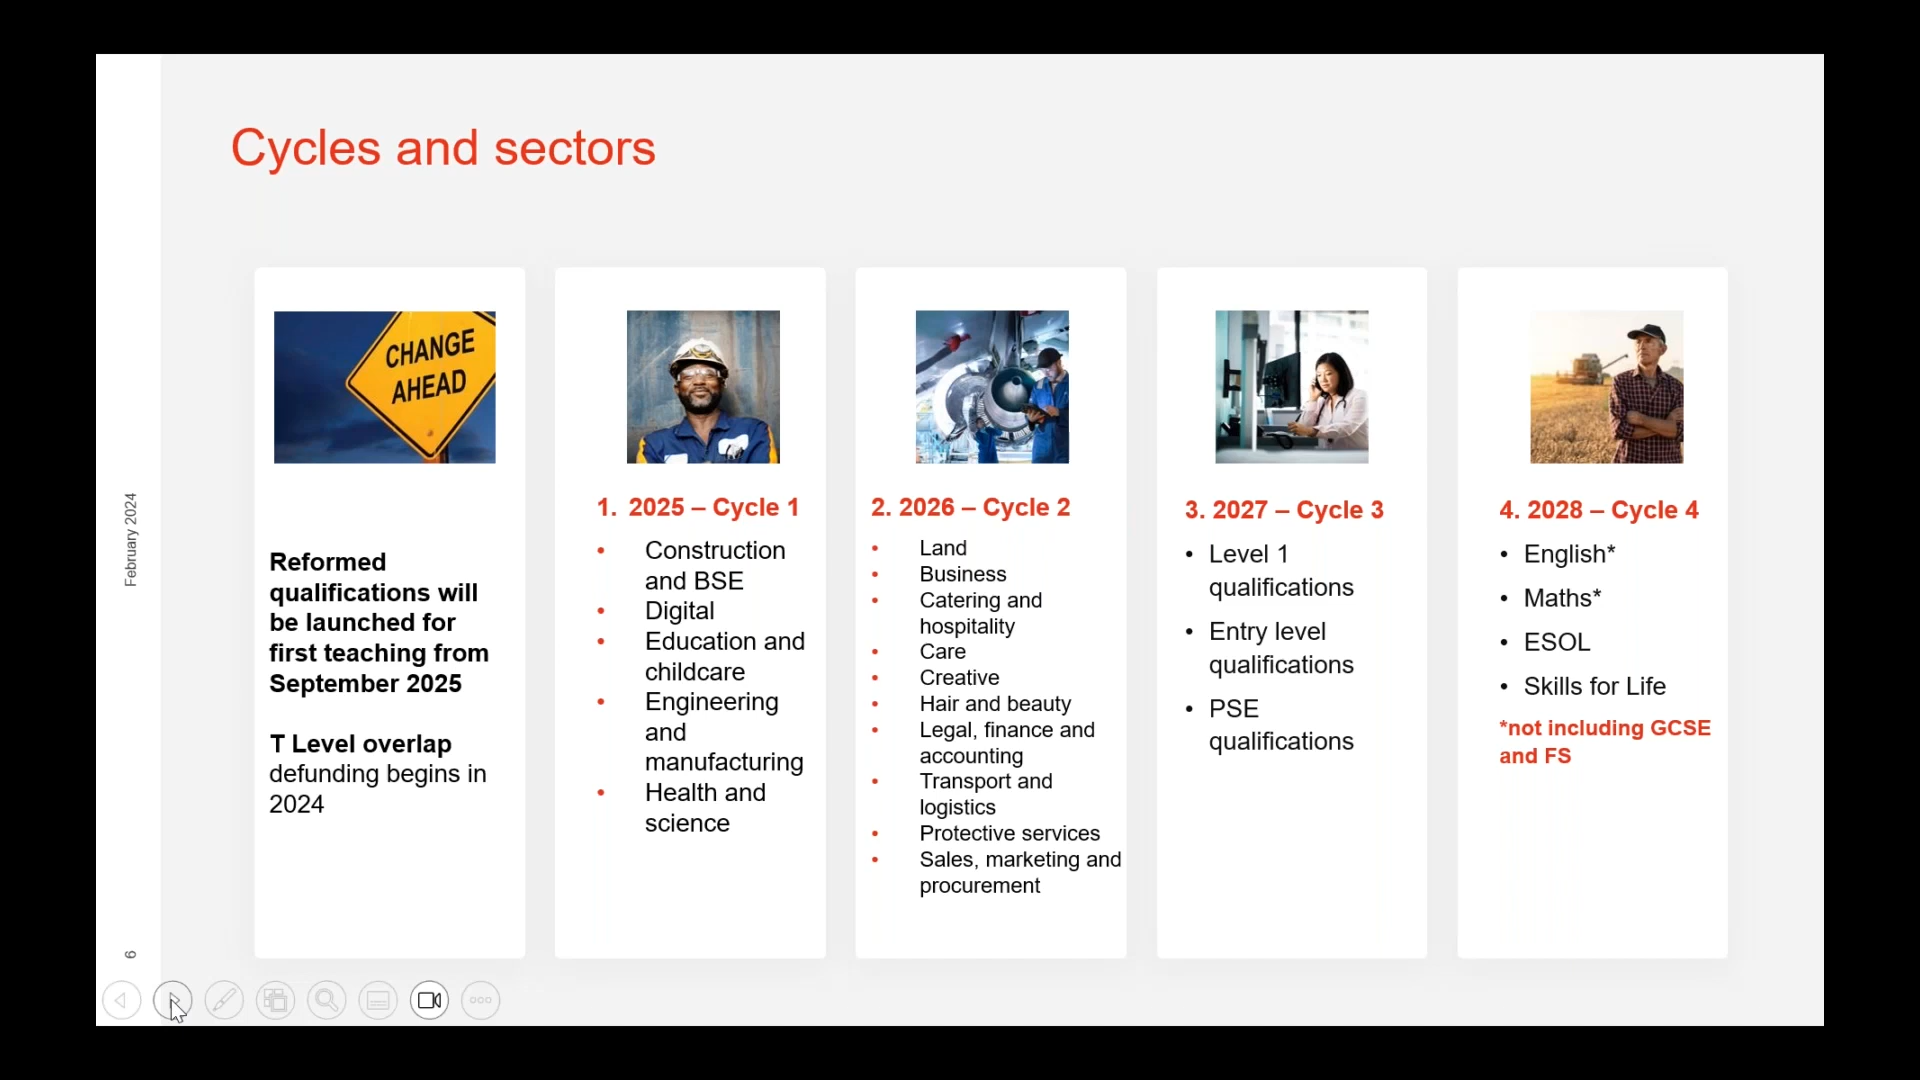 Cycles and sectors
CHANGE
AHEAD
Reformed
qualifications will
be launched for
first teaching from
September 2025
T Level overlap
defunding begins in
2024
1. 2025 – Cycle 1
• Construction
and BSE
• Digital
• Education and
childcare
• Engineering
and
manufacturing
• Health and
science
2. 2026 – Cycle 2
• Land
• Business
• Catering and
hospitality
• Care
• Creative
• Hair and beauty
• Legal, finance and
accounting
• Transport and
logistics
• Protective services
• Sales, marketing and
procurement
3. 2027 – Cycle 3
• Level 1
qualifications
• Entry level
qualifications
• PSE
qualifications
4. 2028 – Cycle 4
• English*
• Maths*
• ESOL
• Skills for Life
*not including GCSE
and FS
February 2024
6